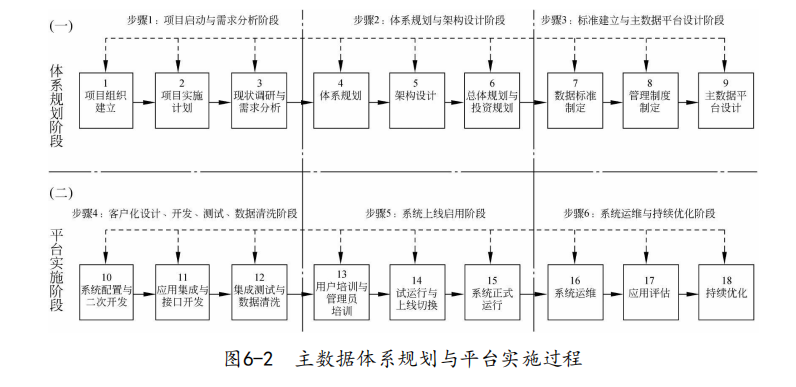 (一)
步骤1：项目启动与需求分析阶段
步骤2：体系规划与架构设计阶段
步骤3：标准建立与主数据平台设计阶段
体系规划阶段
1
项目组织
建立
2
项目实施
计划
3
现状调研与
需求分析
4
体系规划
5
架构设计
6
总体规划与
投资规划
7
数据标准
制定
8
管理制度
制定
9
主数据平
台设计
(二)
步骤4：客户化设计、开发、测试、数据清洗阶段
步骤5：系统上线启用阶段
步骤6：系统运维与持续优化阶段
平台实施阶段
10
系统配置与
二次开发
11
应用集成与
接口开发
12
集成测试与
数据清洗
13
用户培训与
管理员
培训
14
试运行与
上线切换
15
系统正式
运行
16
系统运维
17
应用评估
18
持续优化
图6-2 主数据体系规划与平台实施过程